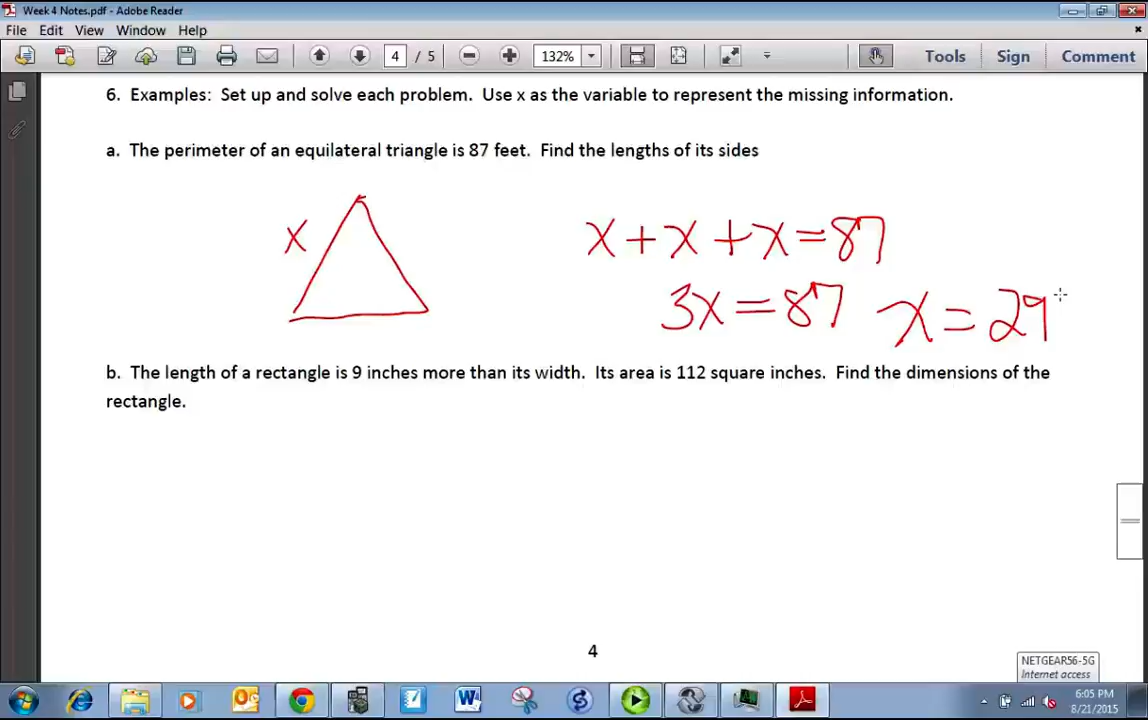 Week 4 Notes.pdf - Adobe Reader
File Edit View Window Help
4 / 5 132% Tools Sign Comment
6. Examples: Set up and solve each problem. Use x as the variable to represent the missing information.
a. The perimeter of an equilateral triangle is 87 feet. Find the lengths of its sides
x x + x + x = 87
3x = 87 x = 29
b. The length of a rectangle is 9 inches more than its width. Its area is 112 square inches. Find the dimensions of the
rectangle.
4
NETGEAR56-5G
Internet access
6:05 PM
8/21/2015